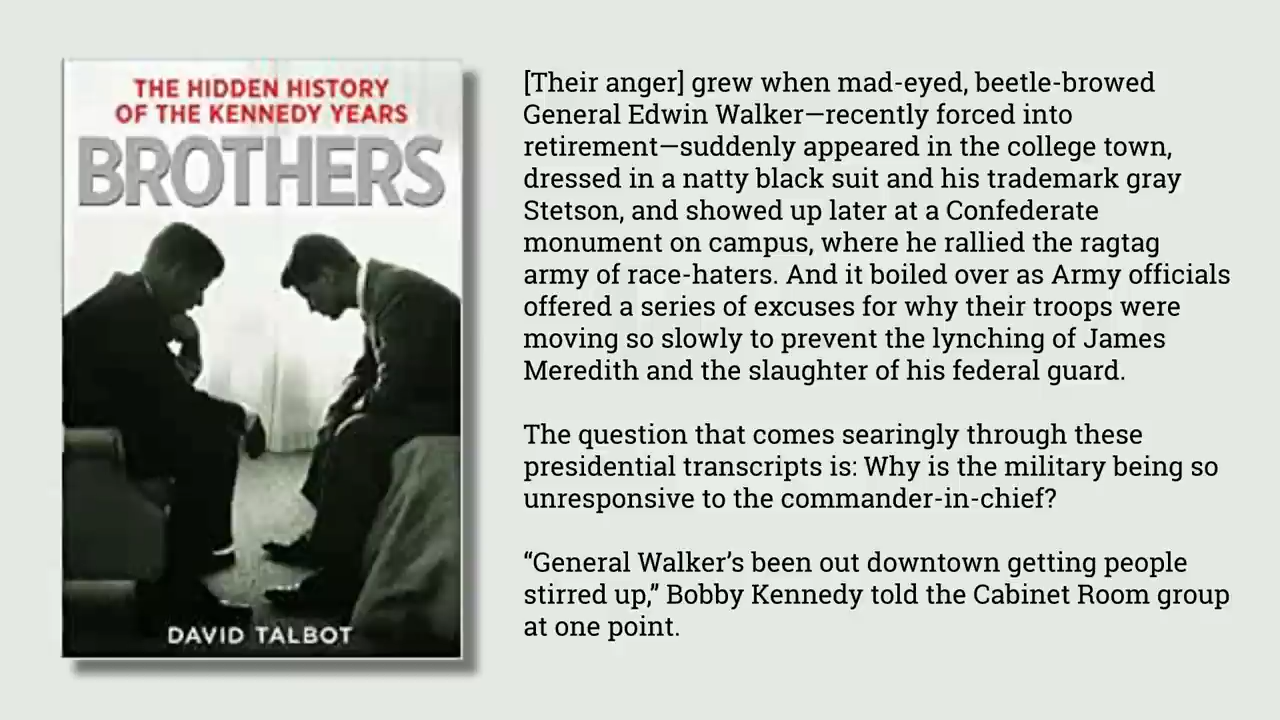 THE HIDDEN HISTORY
OF THE KENNEDY YEARS
BROTHERS
DAVID TALBOT
[Their anger] grew when mad-eyed, beetle-browed
General Edwin Walker—recently forced into
retirement—suddenly appeared in the college town,
dressed in a natty black suit and his trademark gray
Stetson, and showed up later at a Confederate
monument on campus, where he rallied the ragtag
army of race-haters. And it boiled over as Army officials
offered a series of excuses for why their troops were
moving so slowly to prevent the lynching of James
Meredith and the slaughter of his federal guard.
The question that comes searingly through these
presidential transcripts is: Why is the military being so
unresponsive to the commander-in-chief?
“General Walker’s been out downtown getting people
stirred up,” Bobby Kennedy told the Cabinet Room group
at one point.